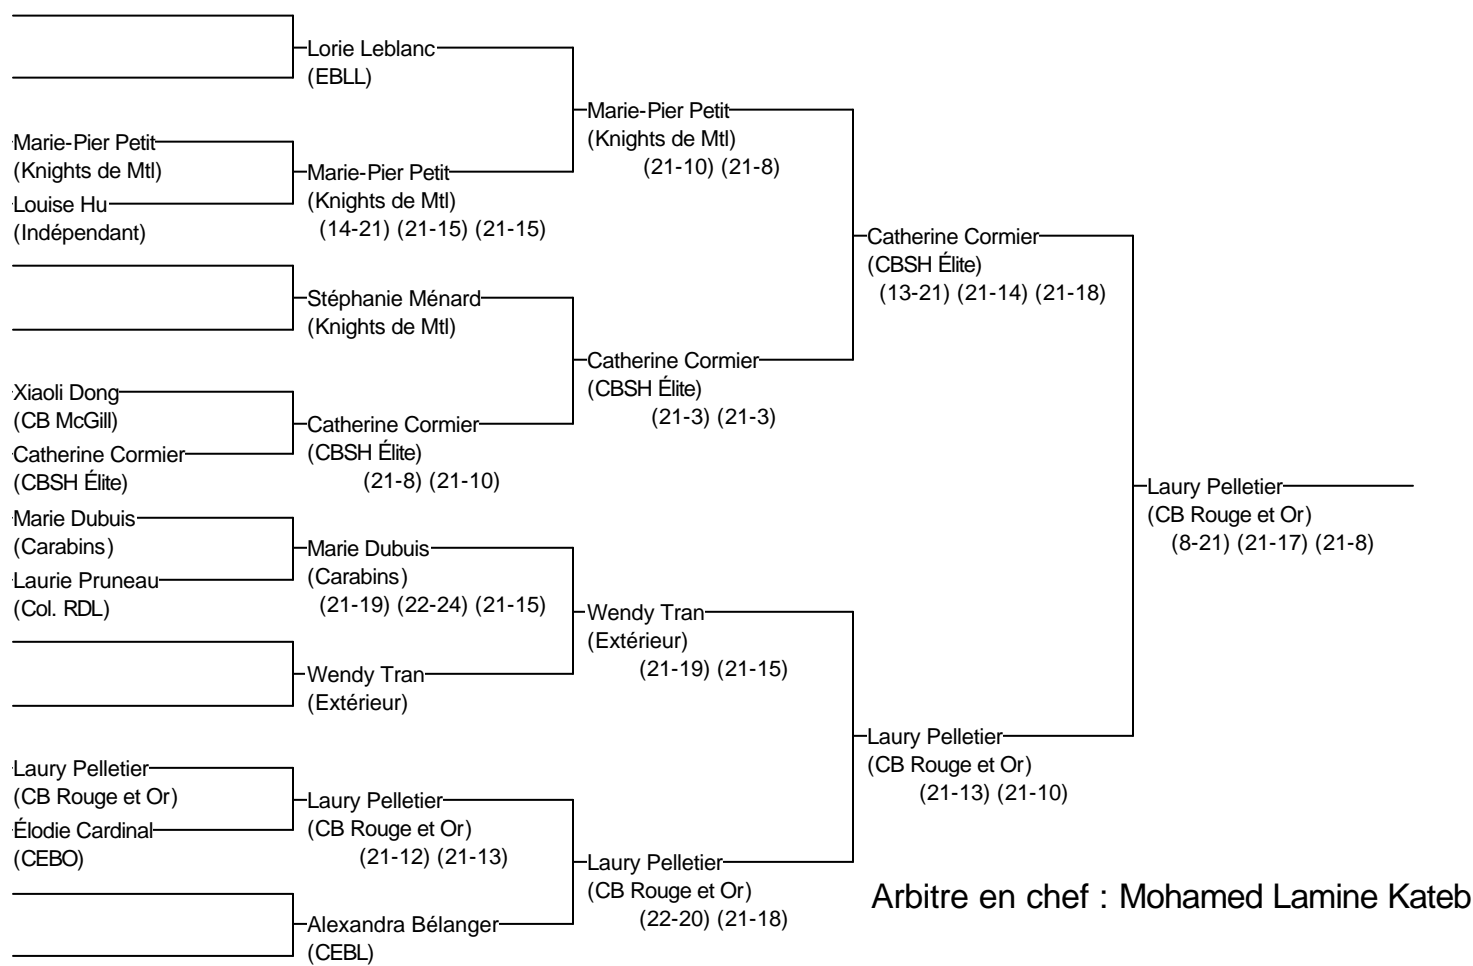 Lorie Leblanc
(EBLL)
Marie-Pier Petit
(Knights de Mtl)
(21-10) (21-8)
Marie-Pier Petit
(Knights de Mtl)
Louise Hu
(Indépendant)
Marie-Pier Petit
(Knights de Mtl)
(14-21) (21-15) (21-15)
Catherine Cormier
(CBSH Élite)
(13-21) (21-14) (21-18)
Stéphanie Ménard
(Knights de Mtl)
Catherine Cormier
(CBSH Élite)
(21-3) (21-3)
Xiaoli Dong
(CB McGill)
Catherine Cormier
(CBSH Élite)
Catherine Cormier
(CBSH Élite)
(21-8) (21-10)
Laury Pelletier
(CB Rouge et Or)
(8-21) (21-17) (21-8)
Marie Dubuis
(Carabins)
Laurie Pruneau
(Col. RDL)
Marie Dubuis
(Carabins)
(21-19) (22-24) (21-15)
Wendy Tran
(Extérieur)
(21-19) (21-15)
Wendy Tran
(Extérieur)
Laury Pelletier
(CB Rouge et Or)
(21-13) (21-10)
Laury Pelletier
(CB Rouge et Or)
Élodie Cardinal
(CEBO)
Laury Pelletier
(CB Rouge et Or)
(21-12) (21-13)
Laury Pelletier
(CB Rouge et Or)
(22-20) (21-18)
Alexandra Bélanger
(CEBL)
Arbitre en chef : Mohamed Lamine Kateb